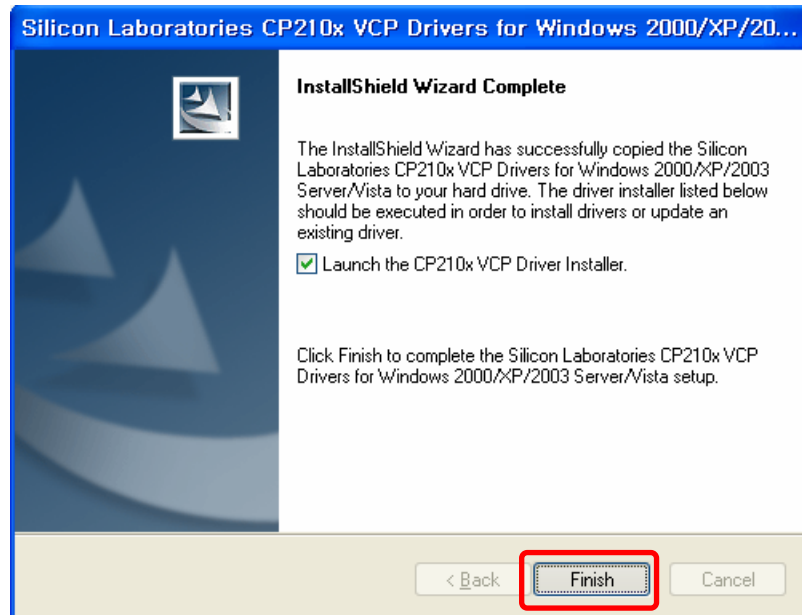 Silicon Laboratories CP210x VCP Drivers for Windows 2000/XP/20...
InstallShield Wizard Complete
The InstallShield Wizard has successfully copied the Silicon
Laboratories CP210x VCP Drivers for Windows 2000/XP/2003
Server/Vista to your hard drive. The driver installer listed below
should be executed in order to install drivers or update an
existing driver.
Launch the CP210x VCP Driver Installer.
Click Finish to complete the Silicon Laboratories CP210x VCP
Drivers for Windows 2000/XP/2003 Server/Vista setup.
< Back Finish Cancel